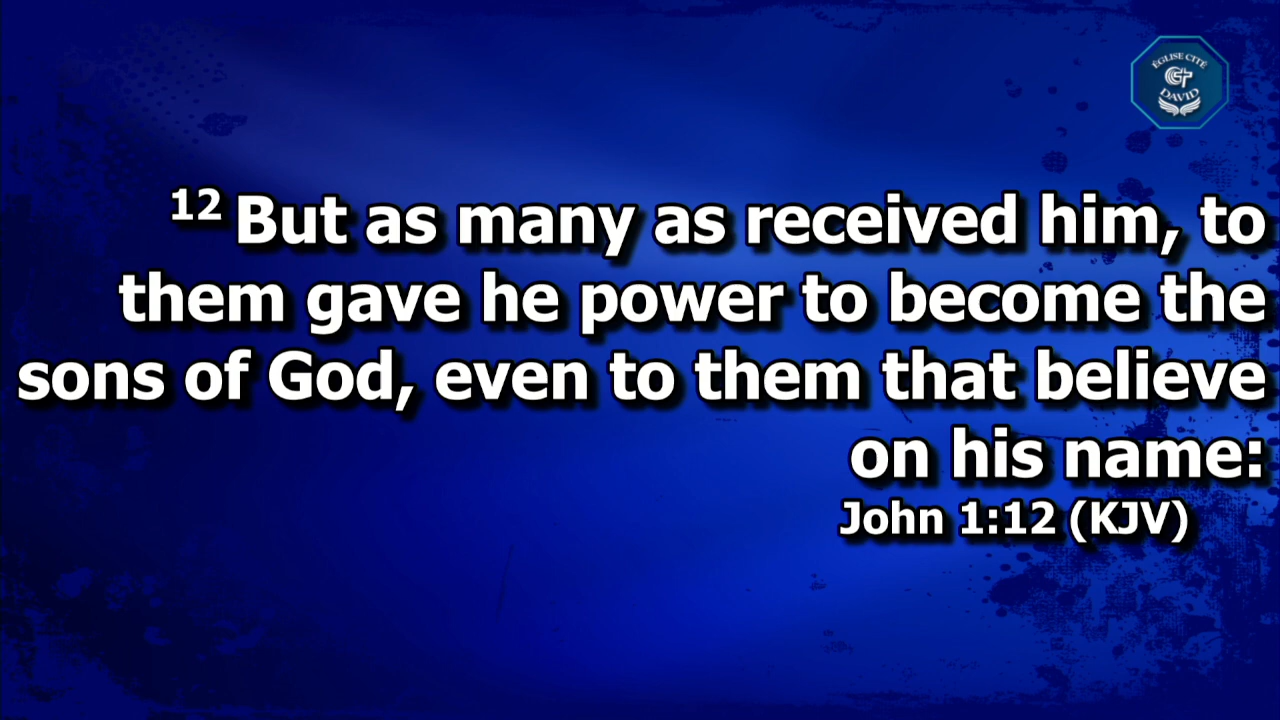 ÉGLISE CITÉ
DAVID
12 But as many as received him, to
them gave he power to become the
sons of God, even to them that believe
on his name:
John 1:12 (KJV)